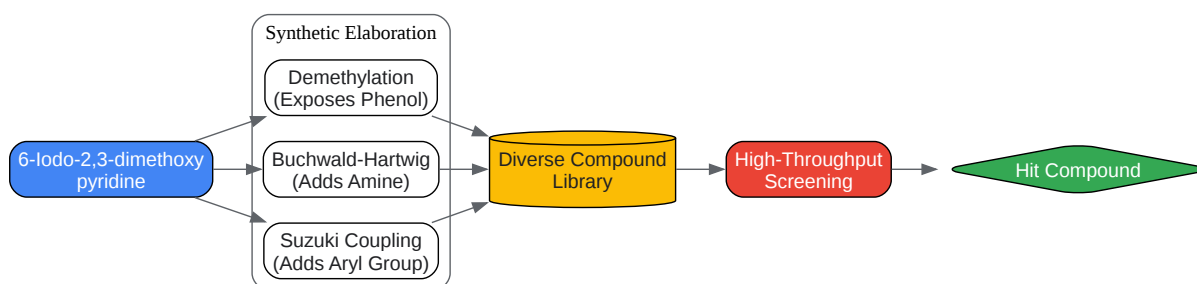 Synthetic Elaboration
Demethylation
(Exposes Phenol)
6-Iodo-2,3-dimethoxy
pyridine
Buchwald-Hartwig
(Adds Amine)
Suzuki Coupling
(Adds Aryl Group)
Diverse Compound
Library
High-Throughput
Screening
Hit Compound